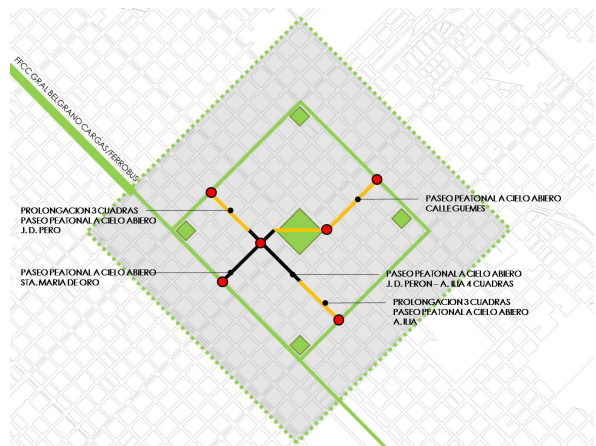 FFCC GRAL BELGRANO CARGAS/FERROBUS
PROLONGACION 3 CUADRAS
PASEO PEATONAL A CIELO ABIERO
J. D. PERO
PASEO PEATONAL A CIELO ABIERO
CALLE GUEMES
PASEO PEATONAL A CIELO ABIERO
STA. MARIA DE ORO
PASEO PEATONAL A CIELO ABIERO
J. D. PERON – A. ILIA 4 CUADRAS
PROLONGACION 3 CUADRAS
PASEO PEATONAL A CIELO ABIERO
A. ILIA